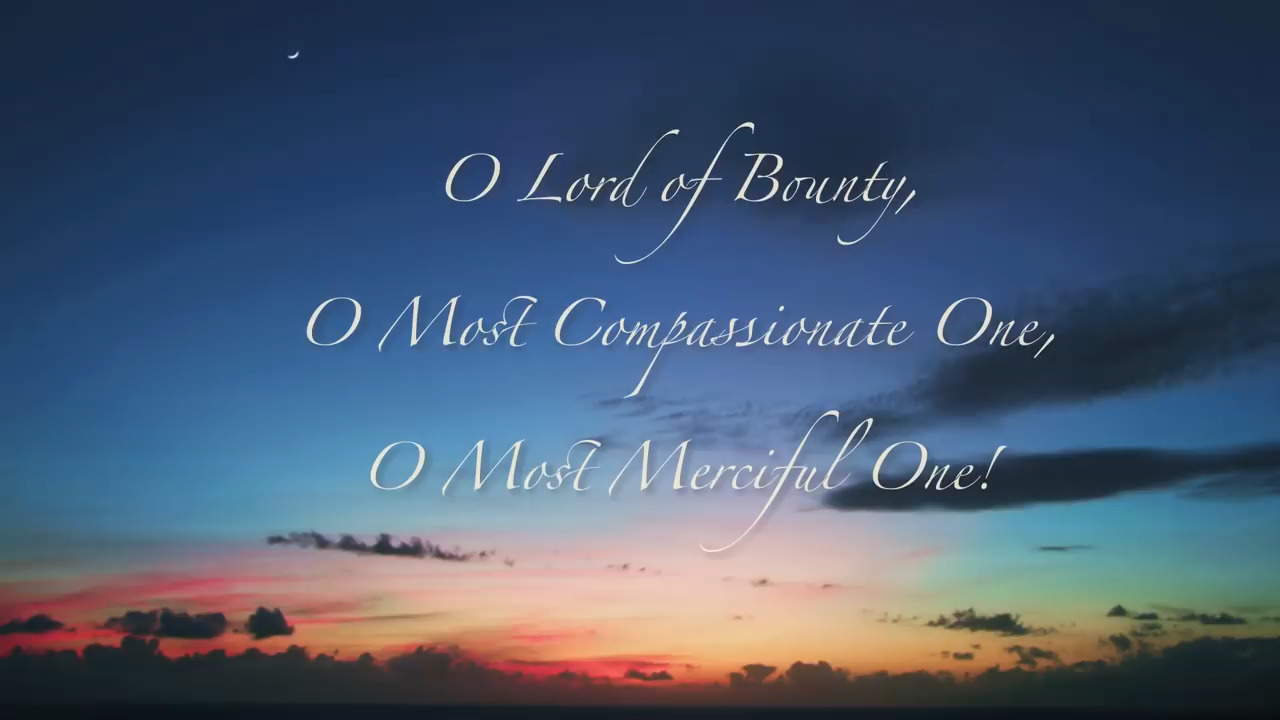 O Lord of Bounty,
O Most Compassionate One,
O Most Merciful One!